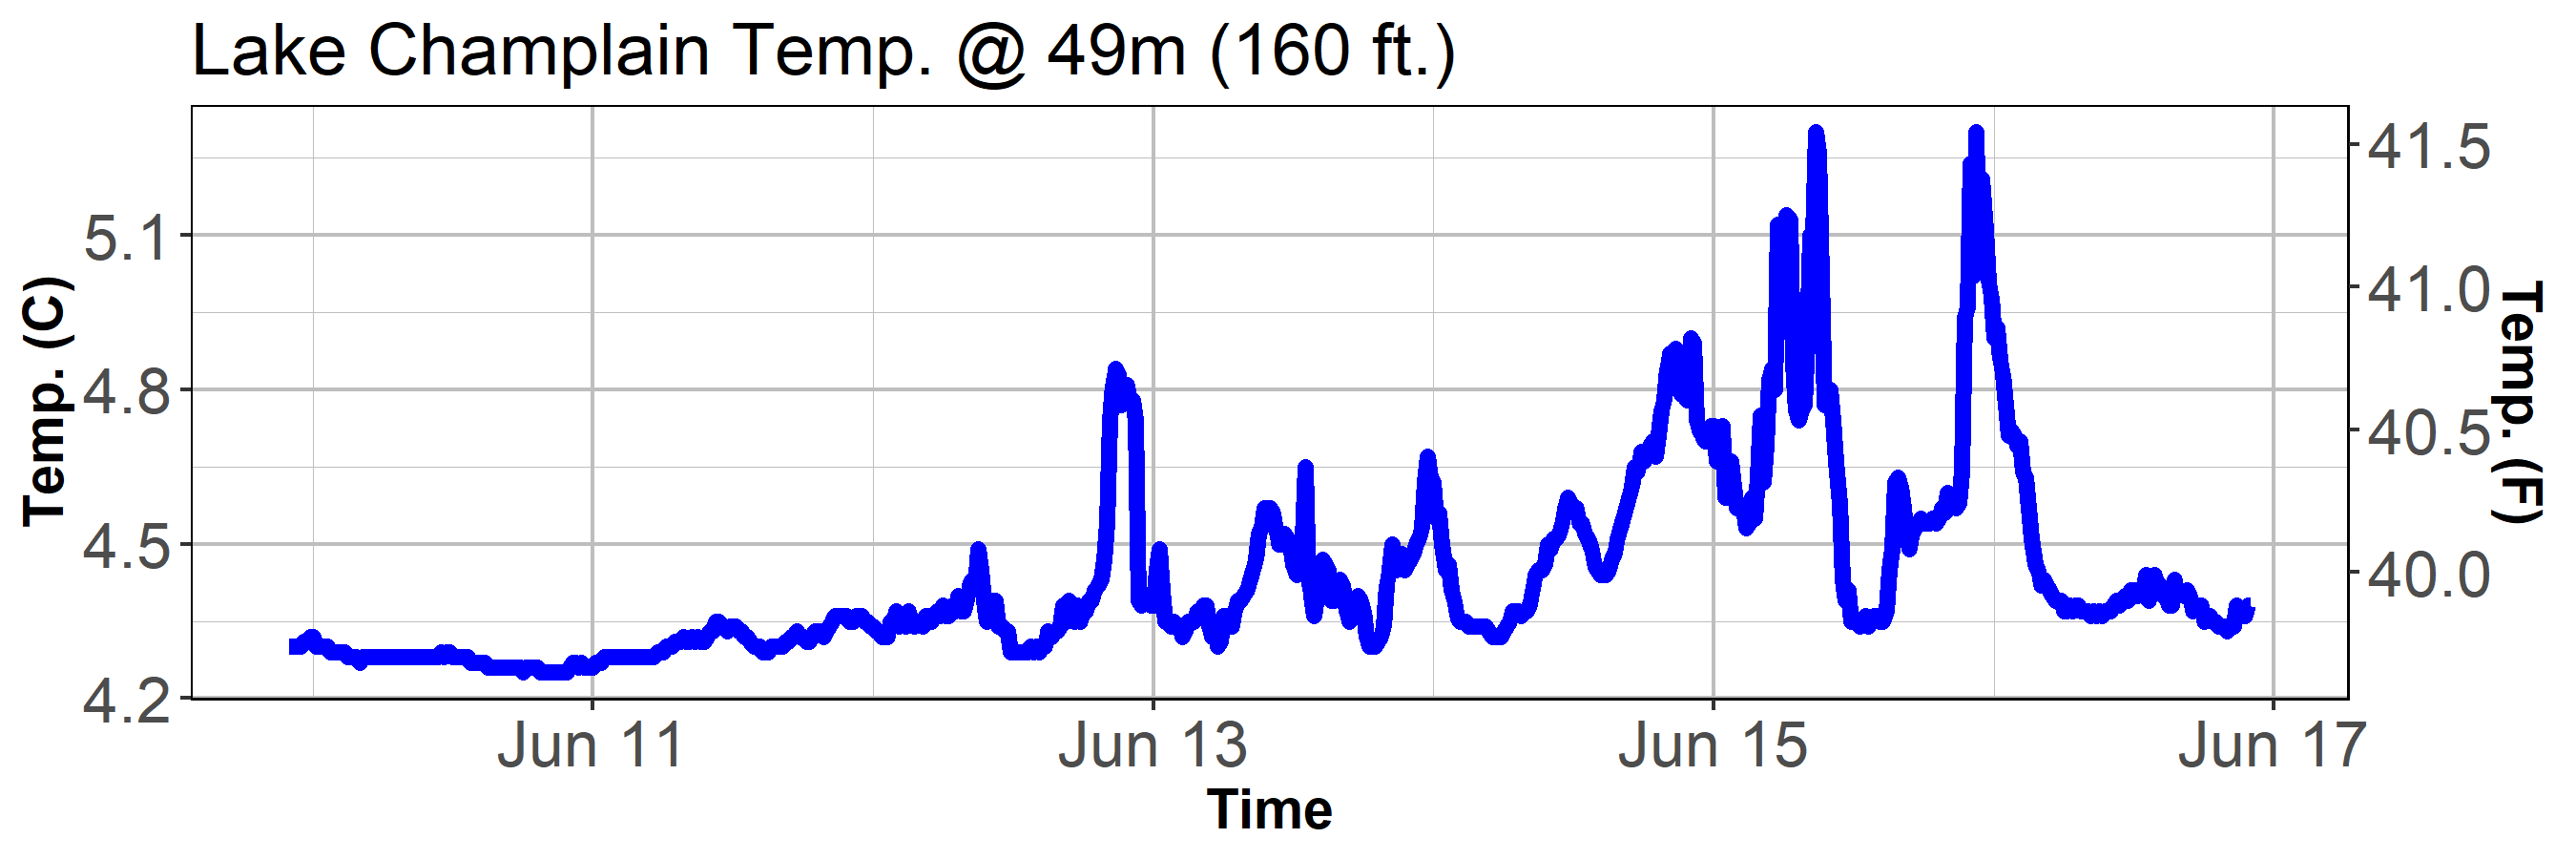 Lake Champlain Temp. @ 49m (160 ft.)
Temp. (C)
5.1
4.8
4.5
4.2
41.5
41.0
40.5
40.0
Temp. (F)
Jun 11
Jun 13
Jun 15
Jun 17
Time